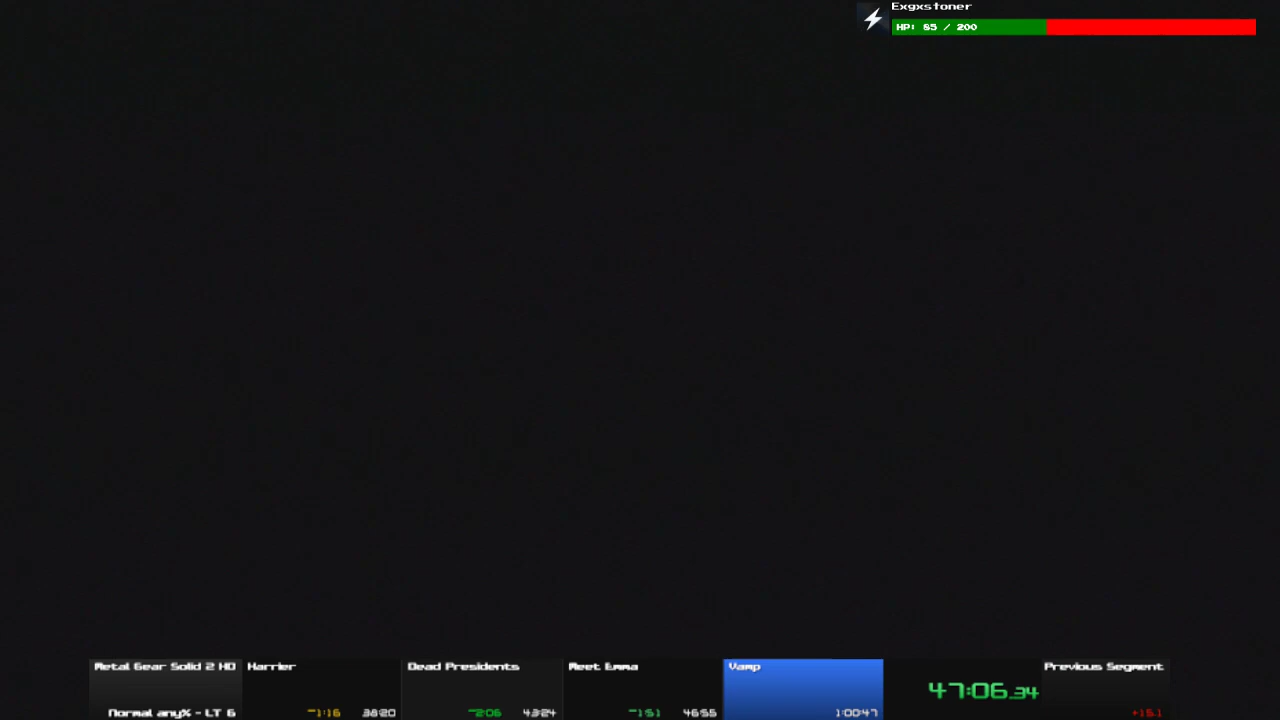 Exgxstoner
HP: 85 / 200
Metal Gear Solid 2 HD
Normal any% - LT 6
Harrier
-1:16 38:20
Dead Presidents
-2:06 43:24
Meet Emma
-1:51 46:55
Vamp
1:00:47
47:06.34
Previous Segment
+15.1